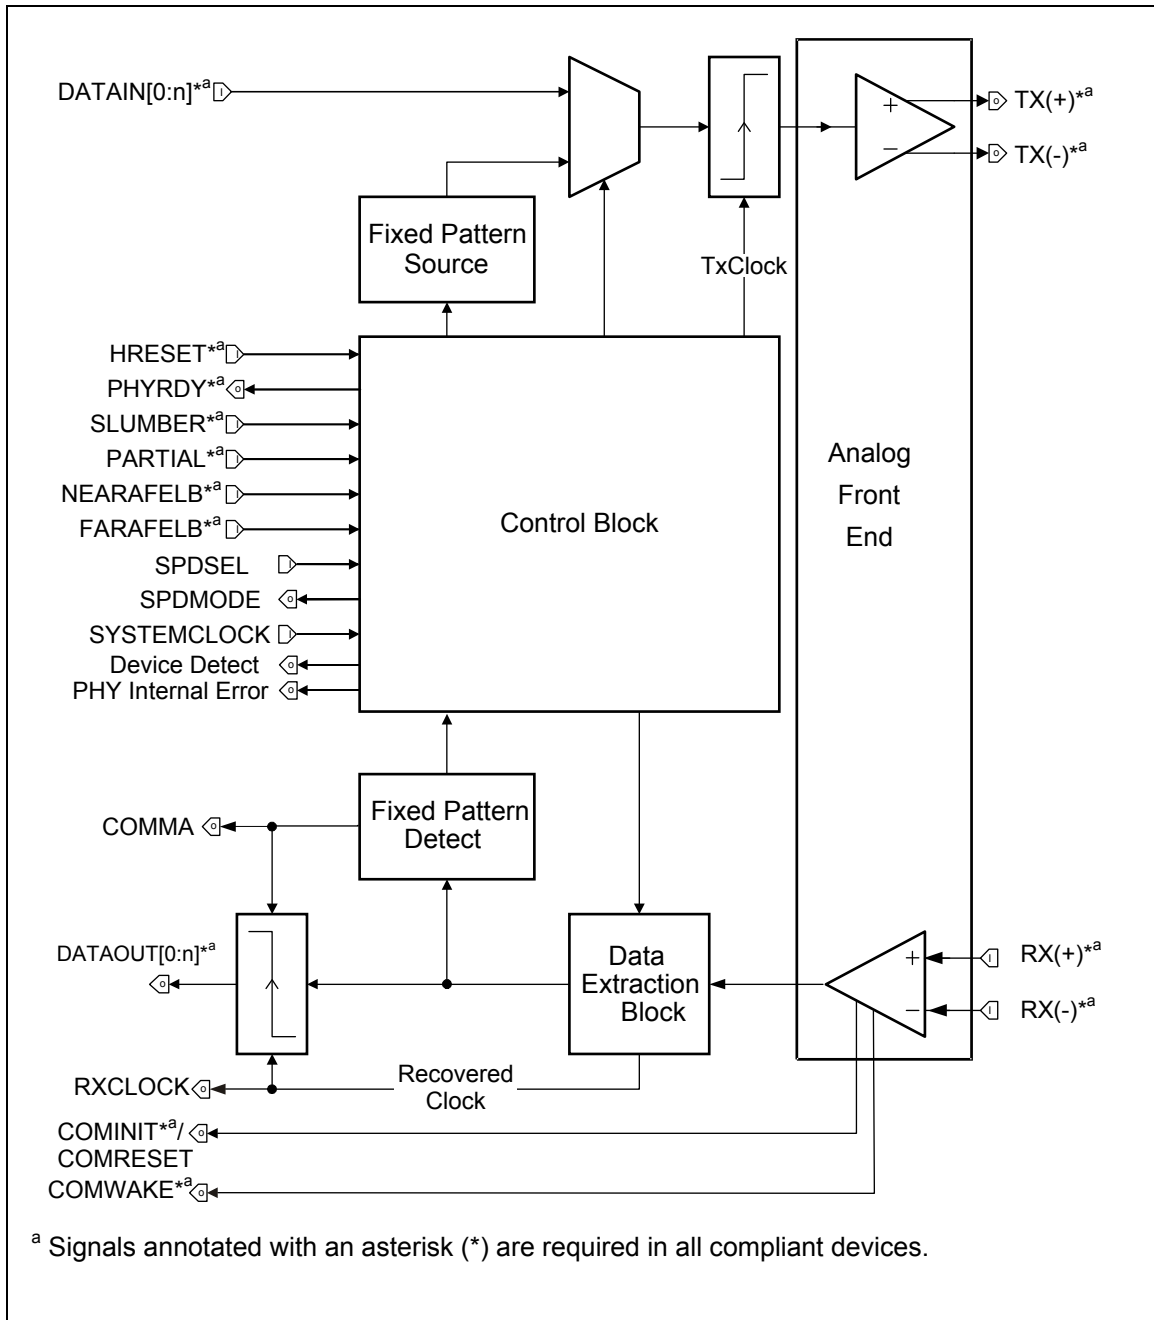 DATAIN[0:n]*a
TX(+)*a
TX(-)*a
+
−
Fixed Pattern
Source
TxClock
HRESET*a
PHYRDY*a
SLUMBER*a
PARTIAL*a
NEARAFELB*a
FARAFELB*a
SPDSEL
SPDMODE
SYSTEMCLOCK
Device Detect
PHY Internal Error
Control Block
Analog
Front
End
Fixed Pattern
Detect
COMMA
DATAOUT[0:n]*a
Data
Extraction
Block
+
−
RX(+)*a
RX(-)*a
RXCLOCK
Recovered
Clock
COMINIT*a/
COMRESET
COMWAKE*a
a Signals annotated with an asterisk (*) are required in all compliant devices.